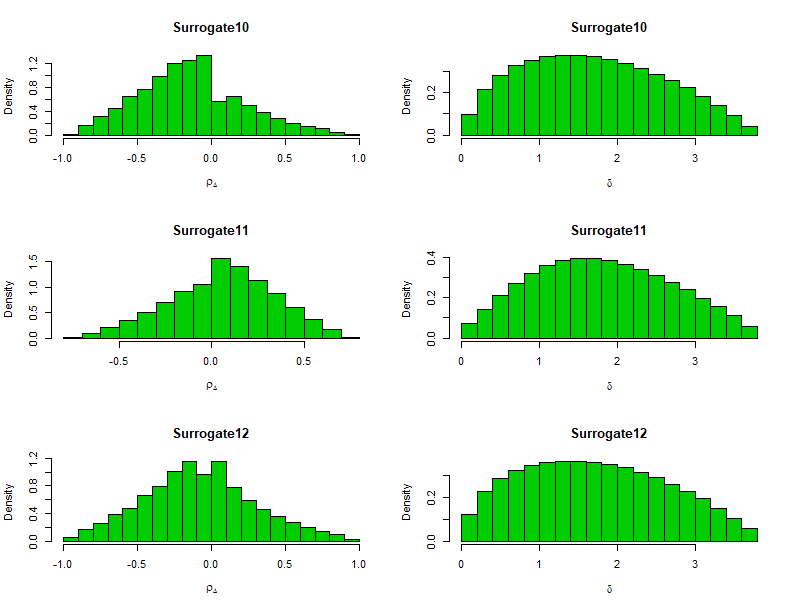 Surrogate10
Density
0.0 0.4 0.8 1.2
-1.0 -0.5 0.0 0.5 1.0
ρΔ
Surrogate10
Density
0.0 0.2
0 1 2 3
δ
Surrogate11
Density
0.0 0.5 1.0 1.5
-0.5 0.0 0.5
ρΔ
Surrogate11
Density
0.0 0.2 0.4
0 1 2 3
δ
Surrogate12
Density
0.0 0.4 0.8 1.2
-1.0 -0.5 0.0 0.5 1.0
ρΔ
Surrogate12
Density
0.0 0.2
0 1 2 3
δ